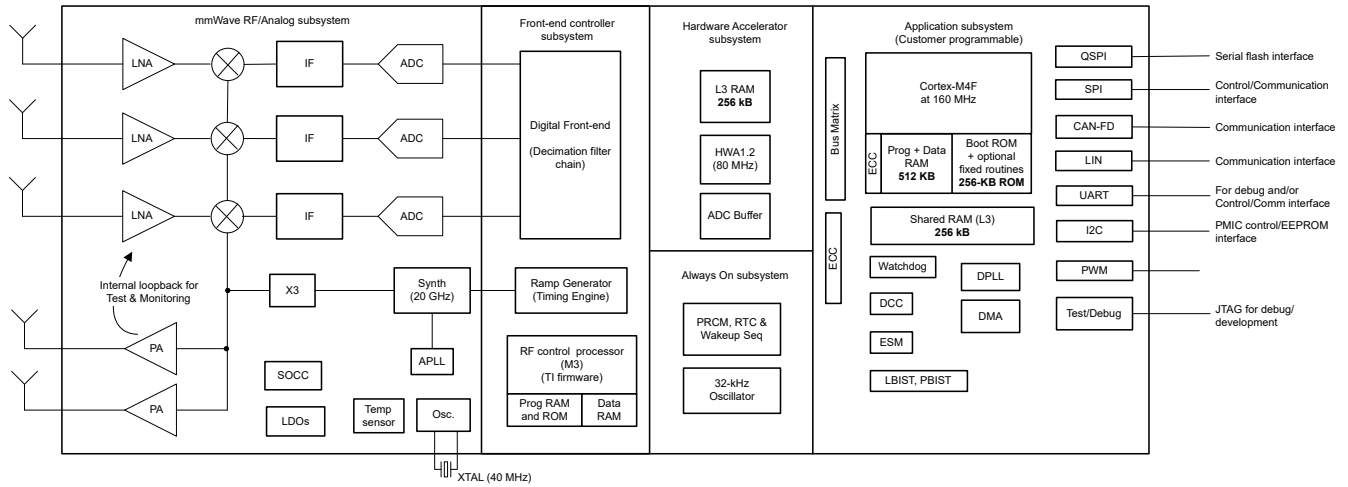 mmWave RF/Analog subsystem
LNA
IF
ADC
LNA
IF
ADC
LNA
IF
ADC
Internal loopback for
Test & Monitoring
X3
Synth
(20 GHz)
PA
APLL
SOCC
PA
LDOs
Temp
sensor
Osc.
XTAL (40 MHz)
Front-end controller
subsystem
Digital Front-end
(Decimation filter
chain)
Ramp Generator
(Timing Engine)
RF control processor
(M3)
(TI firmware)
Prog RAM
and ROM
Data
RAM
Hardware Accelerator
subsystem
L3 RAM
256 kB
HWA1.2
(80 MHz)
ADC Buffer
Always On subsystem
PRCM, RTC &
Wakeup Seq
32-kHz
Oscillator
Application subsystem
(Customer programmable)
Bus Matrix
Cortex-M4F
at 160 MHz
ECC
Prog + Data
RAM
512 KB
Boot ROM
+ optional
fixed routines
256-KB ROM
ECC
Shared RAM (L3)
256 kB
Watchdog
DPLL
DCC
DMA
ESM
LBIST, PBIST
QSPI
Serial flash interface
SPI
Control/Communication
interface
CAN-FD
Communication interface
LIN
Communication interface
UART
For debug and/or
Control/Comm interface
I2C
PMIC control/EEPROM
interface
PWM
Test/Debug
JTAG for debug/
development